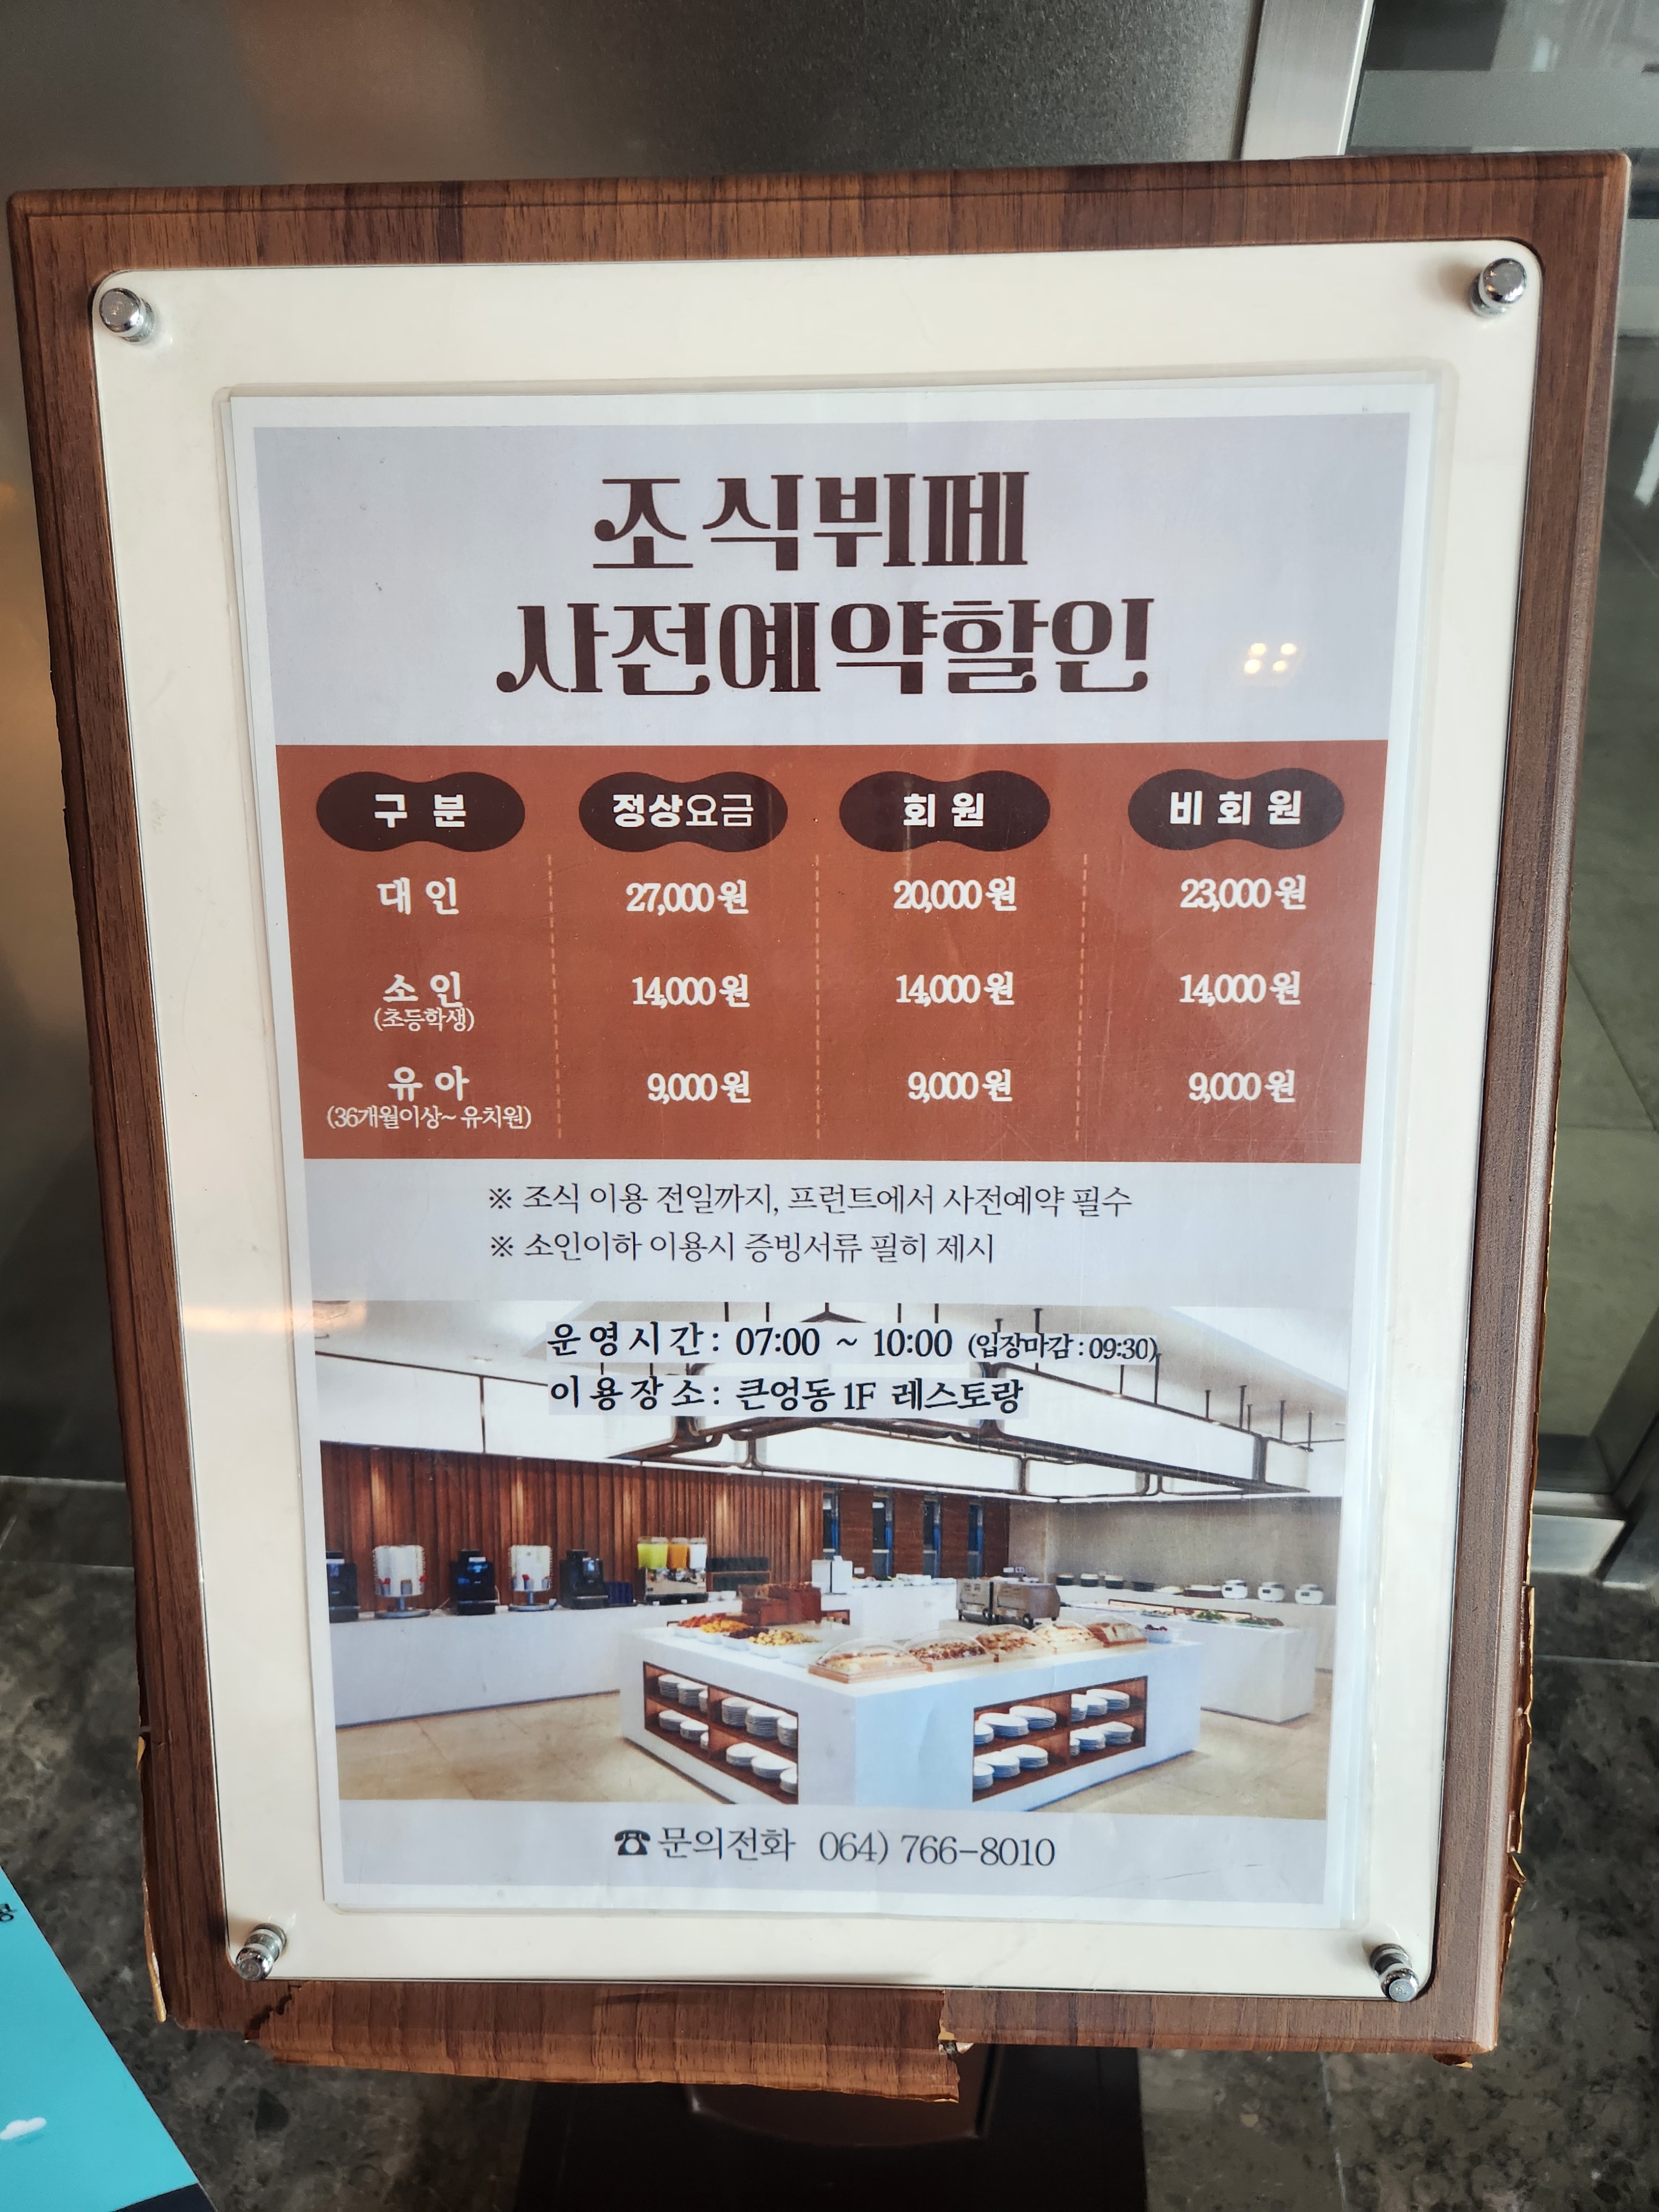 조식뷔페
사전예약할인
구 분 정상요금 회 원 비 회 원
대 인 27,000원 20,000원 23,000원
소 인 14,000원 14,000원 14,000원
(초등학생)
유 아 9,000원 9,000원 9,000원
(36개월이상~유치원)
※ 조식 이용 전일까지, 프런트에서 사전예약 필수
※ 소인이하 이용시 증빙서류 필히 제시
운영시간: 07:00 ~ 10:00 (입장마감 : 09:30)
이용장소: 큰엉동 1F 레스토랑
☎문의전화 064) 766-8010